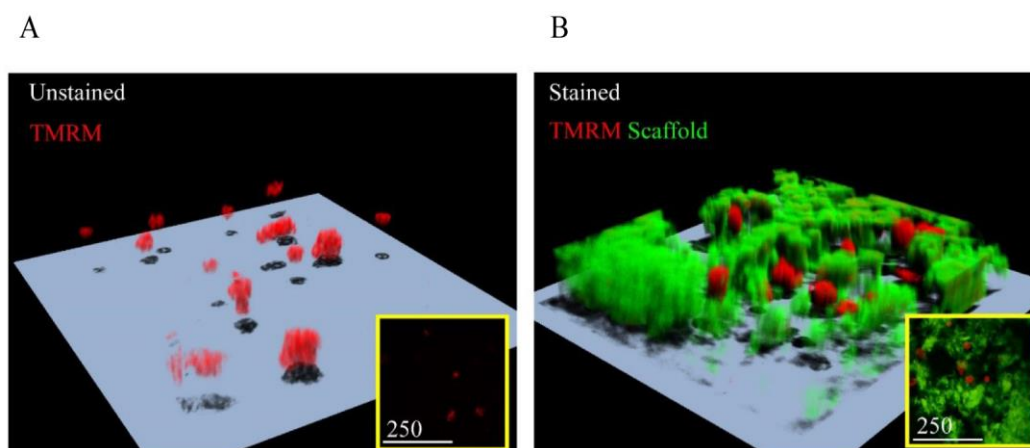 A
B
Unstained
TMRM
Stained
TMRM Scaffold
250
250